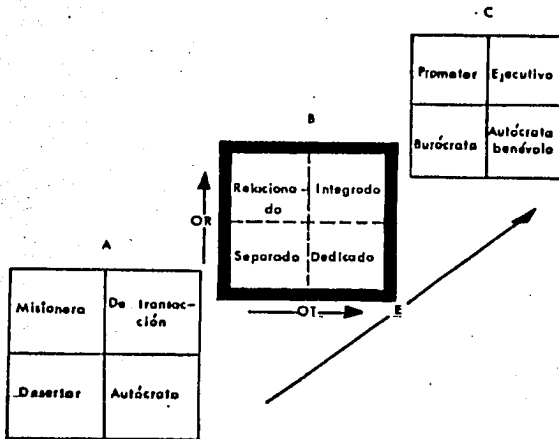 C
Promotor
Ejecutivo
Burócrata
Autócrata
benévolo
B
Relaciona-
do
Integrado
Separado
Dedicado
OR
OT
E
A
Misionero
De transac-
ción
Desertor
Autócrata